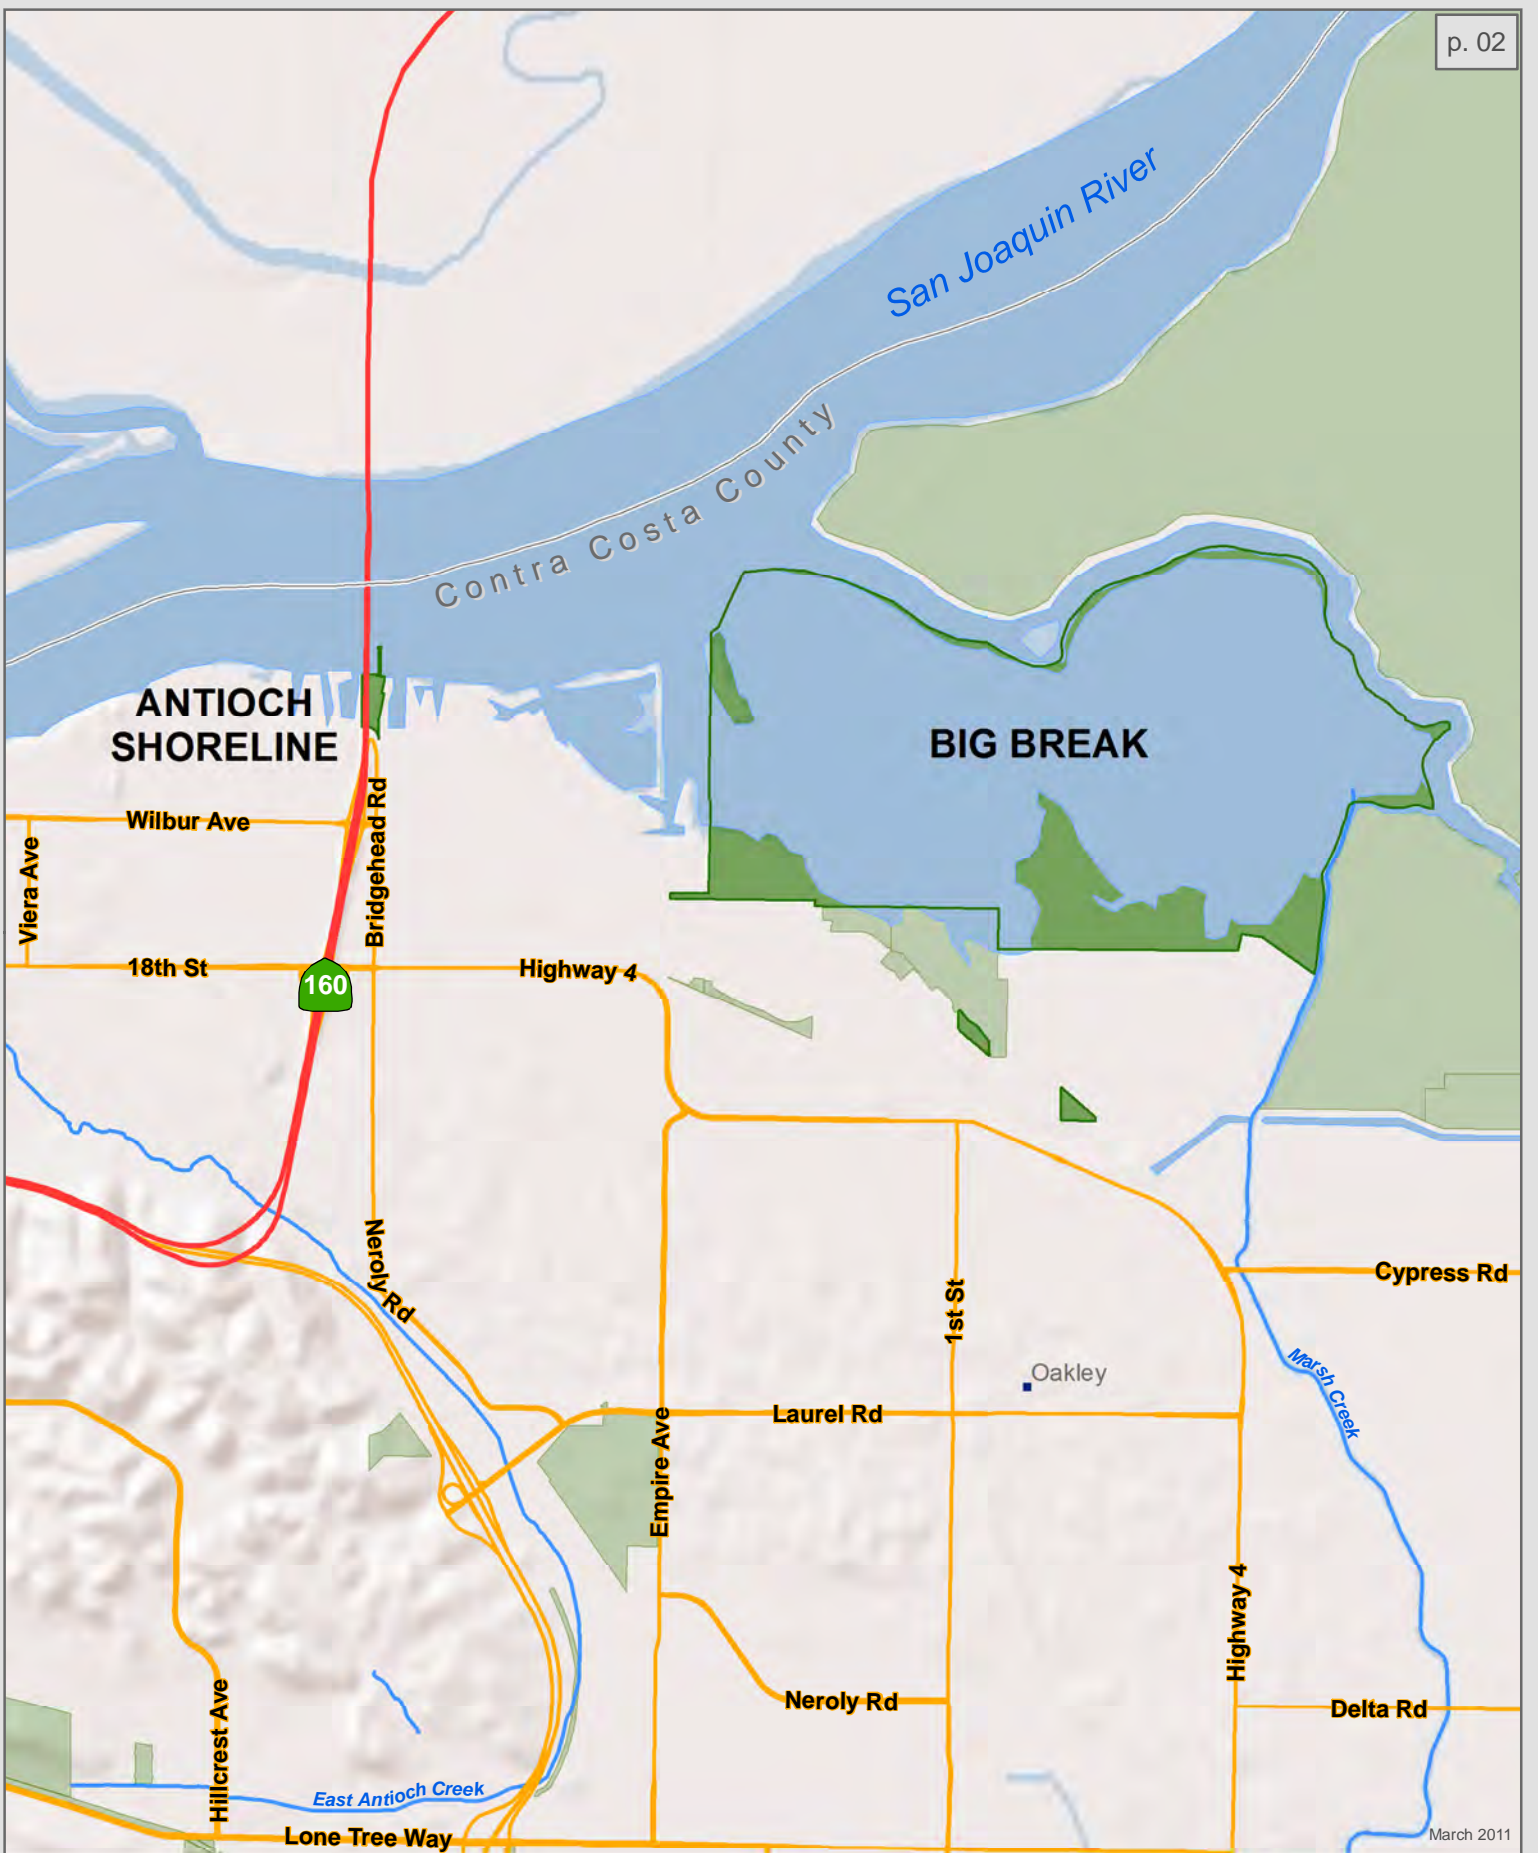 p. 02
San Joaquin River
Contra Costa County
ANTIOCH
SHORELINE
BIG BREAK
Wilbur Ave
Viera Ave
Bridgehead Rd
18th St
160
Highway 4
Neroly Rd
Cypress Rd
1st St
Oakley
Marsh Creek
Laurel Rd
Empire Ave
Highway 4
Neroly Rd
Delta Rd
Hillcrest Ave
East Antioch Creek
Lone Tree Way
March 2011